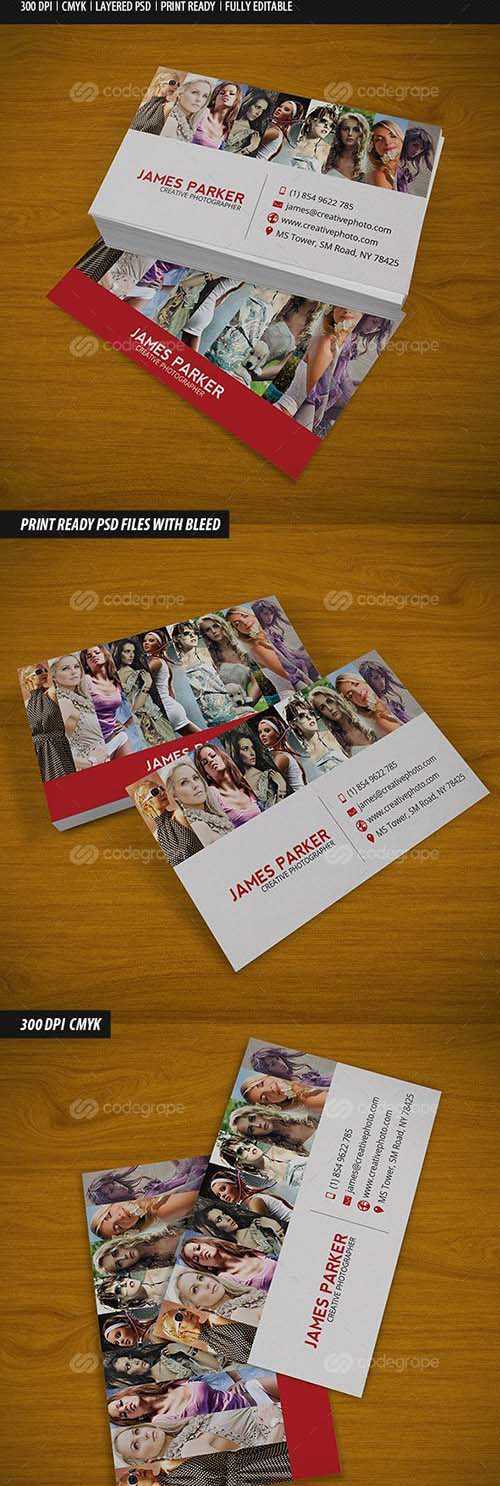 300 DPI | CMYK | LAYERED PSD | PRINT READY | FULLY EDITABLE
codegrape codegrape
JAMES PARKER
CREATIVE PHOTOGRAPHER
(1) 854 9622 785
james@creativephoto.com
www.creativephoto.com
MS Tower, SM Road, NY 78425
codegrape codegrape
JAMES PARKER
CREATIVE PHOTOGRAPHER
PRINT READY PSD FILES WITH BLEED
codegrape codegrape
JAMES PA
(1) 854 9622 785
james@creativephoto.com
www.creativephoto.com
MS Tower, SM Road, NY 78425
JAMES PARKER
CREATIVE PHOTOGRAPHER
codegrape codegrape
300 DPI CMYK
codegrape codegrape
(1) 854 9622 785
james@creativephoto.com
www.creativephoto.com
MS Tower, SM Road, NY 78425
JAMES PARKER
CREATIVE PHOTOGRAPHER
codegrape codegrape